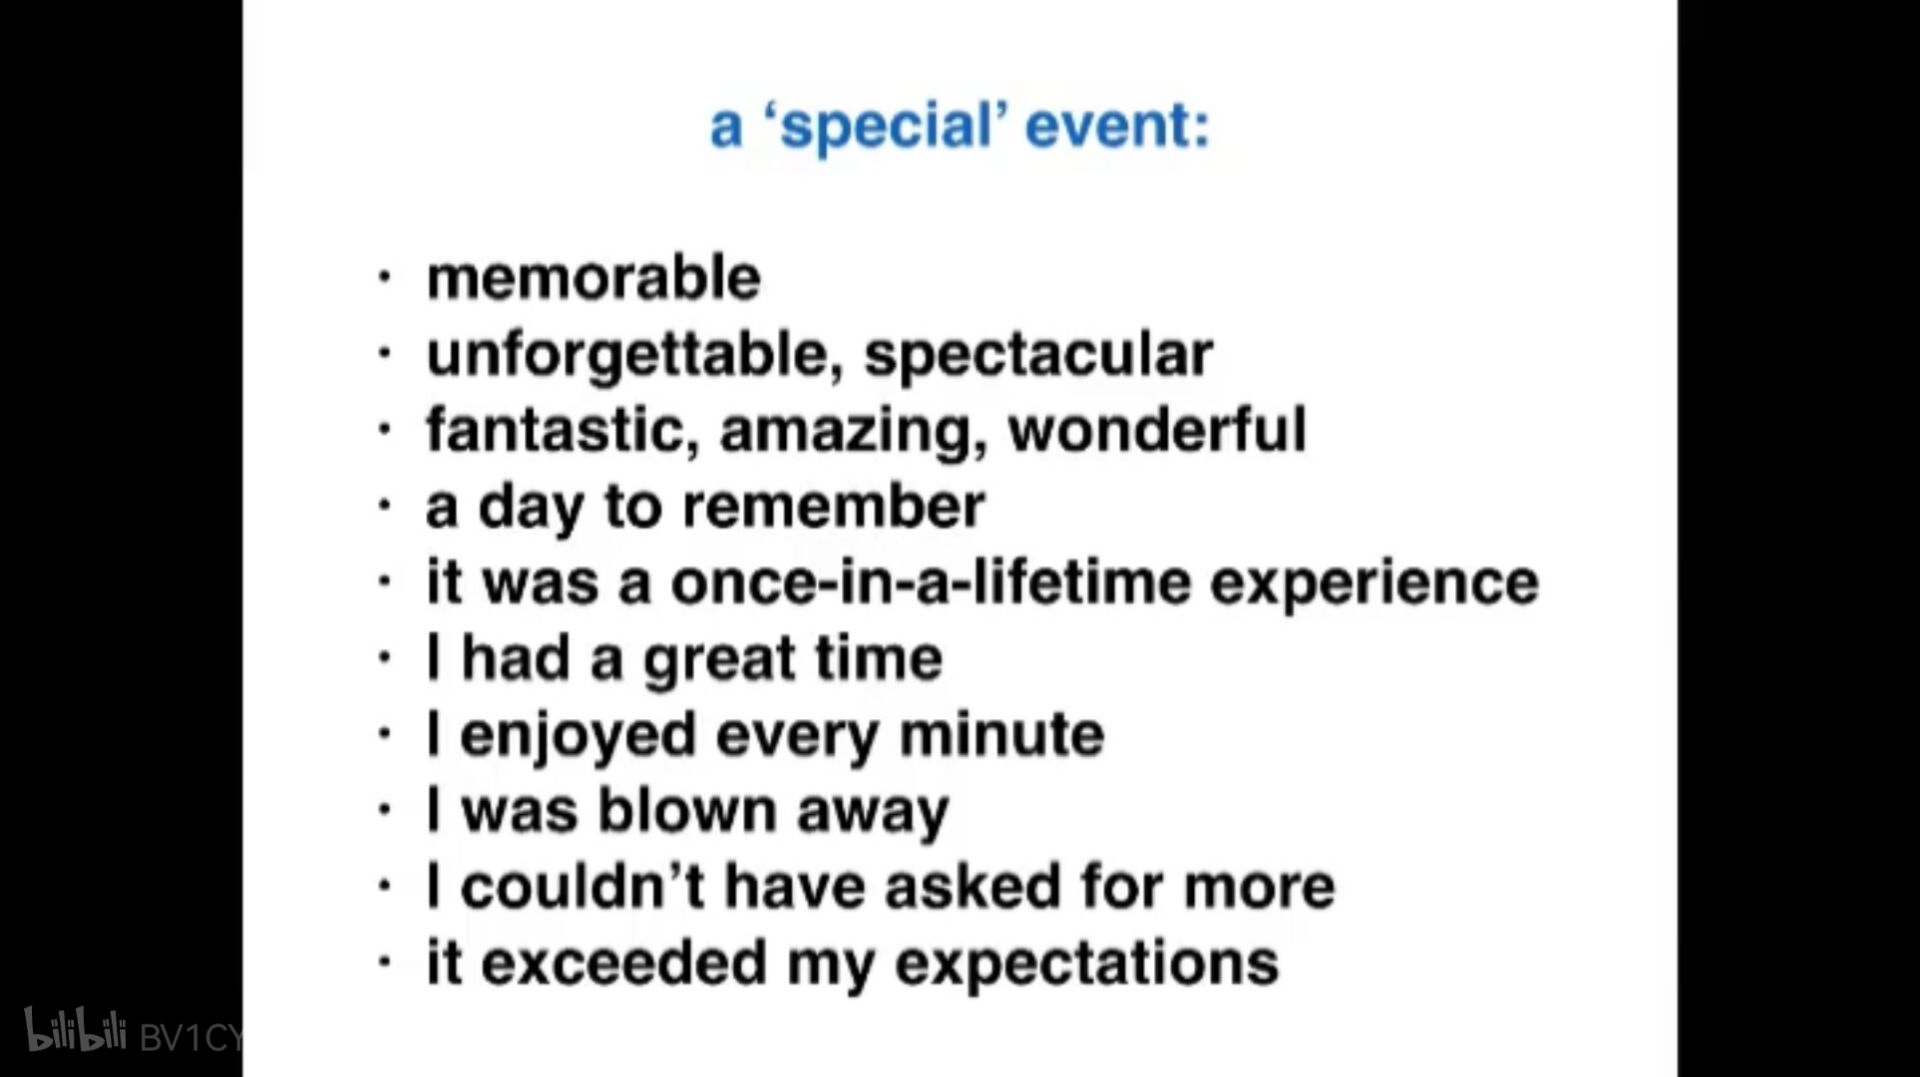 a ‘special’ event:
· memorable
· unforgettable, spectacular
· fantastic, amazing, wonderful
· a day to remember
· it was a once-in-a-lifetime experience
· I had a great time
· I enjoyed every minute
· I was blown away
· I couldn’t have asked for more
· it exceeded my expectations
bilibili BV1CY